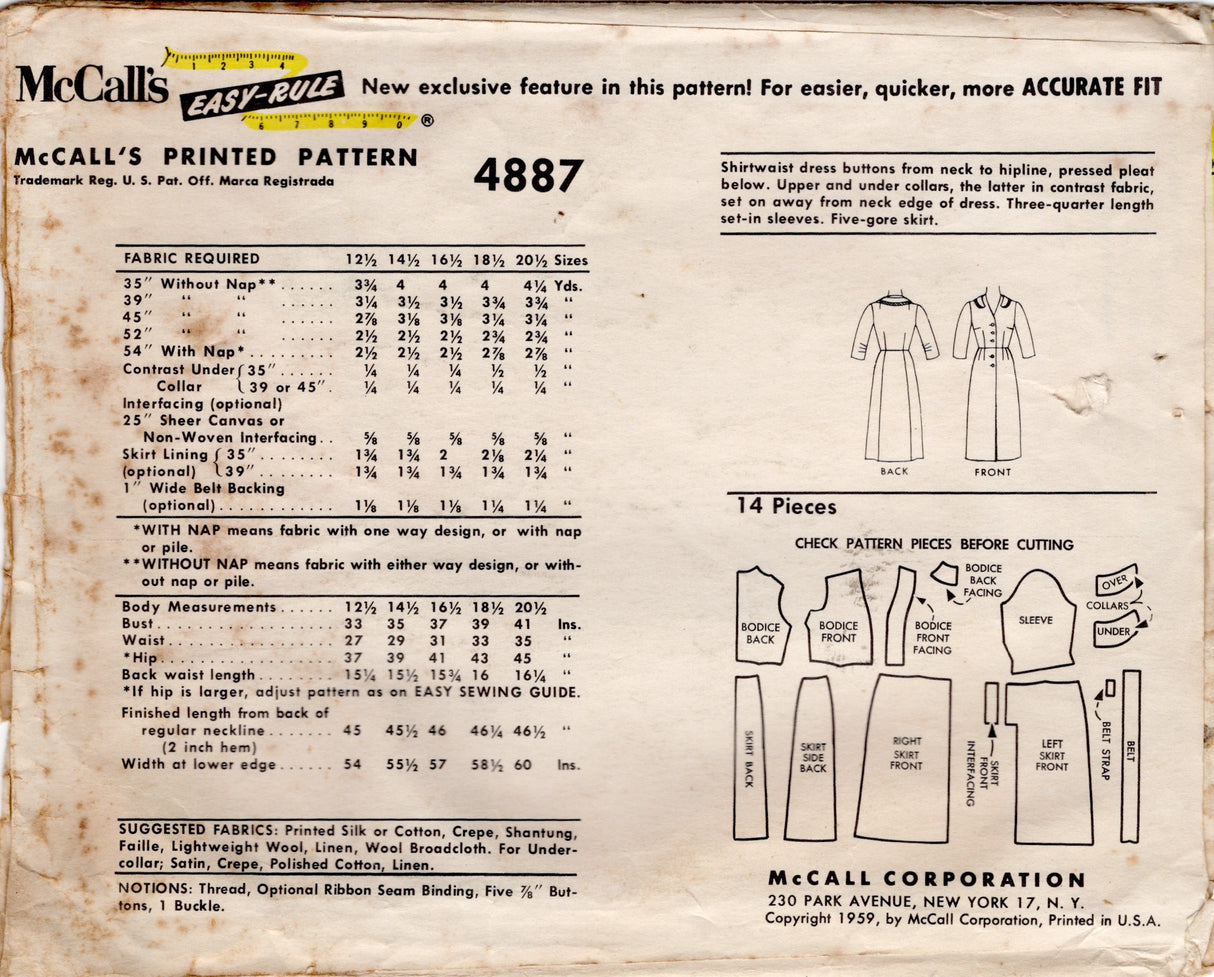 McCall's EASY-RULE ® New exclusive feature in this pattern! For easier, quicker, more ACCURATE FIT
1 2 3 4
6 7 8 9 0
McCALL'S PRINTED PATTERN 4887
Trademark Reg. U. S. Pat. Off. Marca Registrada
Shirtwaist dress buttons from neck to hipline, pressed pleat
below. Upper and under collars, the latter in contrast fabric,
set on away from neck edge of dress. Three-quarter length
set-in sleeves. Five-gore skirt.
FABRIC REQUIRED 12½ 14½ 16½ 18½ 20½ Sizes
35" Without Nap** ...... 3¾ 4 4 4 4¼ Yds.
39" " " ...... 3¼ 3½ 3½ 3¾ 3¾ "
45" " " ...... 2⅞ 3⅛ 3⅛ 3¼ 3¼ "
52" " " ...... 2½ 2½ 2½ 2¾ 2¾ "
54" With Nap* ......... 2½ 2½ 2½ 2⅞ 2⅞ "
Contrast Under { 35" ...... ¼ ¼ ¼ ½ ½ "
Collar { 39 or 45" . ¼ ¼ ¼ ¼ ¼ "
Interfacing (optional)
25" Sheer Canvas or
Non-Woven Interfacing .. ⅝ ⅝ ⅝ ⅝ ⅝ "
Skirt Lining { 35" ........ 1¾ 1¾ 2 2⅛ 2¼ "
(optional) { 39" ........ 1¾ 1¾ 1¾ 1¾ 1¾ "
1" Wide Belt Backing
(optional) ............ 1⅛ 1⅛ 1⅛ 1¼ 1¼ "
*WITH NAP means fabric with one way design, or with nap
or pile.
**WITHOUT NAP means fabric with either way design, or with-
out nap or pile.
Body Measurements ...... 12½ 14½ 16½ 18½ 20½
Bust .................. 33 35 37 39 41 Ins.
Waist ................. 27 29 31 33 35 "
*Hip .................. 37 39 41 43 45 "
Back waist length ........ 15¼ 15½ 15¾ 16 16¼ "
*If hip is larger, adjust pattern as on EASY SEWING GUIDE.
Finished length from back of
regular neckline ....... 45 45½ 46 46¼ 46½ "
(2 inch hem)
Width at lower edge ...... 54 55½ 57 58½ 60 Ins.
SUGGESTED FABRICS: Printed Silk or Cotton, Crepe, Shantung,
Faille, Lightweight Wool, Linen, Wool Broadcloth. For Under-
collar; Satin, Crepe, Polished Cotton, Linen.
NOTIONS: Thread, Optional Ribbon Seam Binding, Five ⅞" But-
tons, 1 Buckle.
BACK FRONT
14 Pieces
CHECK PATTERN PIECES BEFORE CUTTING
BODICE
BACK
BODICE
FRONT
BODICE
FRONT
FACING
BODICE
BACK
FACING
SLEEVE
OVER
COLLARS
UNDER
SKIRT BACK
SKIRT
SIDE
BACK
RIGHT
SKIRT
FRONT
SKIRT
FRONT
INTERFACING
LEFT
SKIRT
FRONT
BELT STRAP
BELT
McCALL CORPORATION
230 PARK AVENUE, NEW YORK 17, N. Y.
Copyright 1959, by McCall Corporation, Printed in U.S.A.